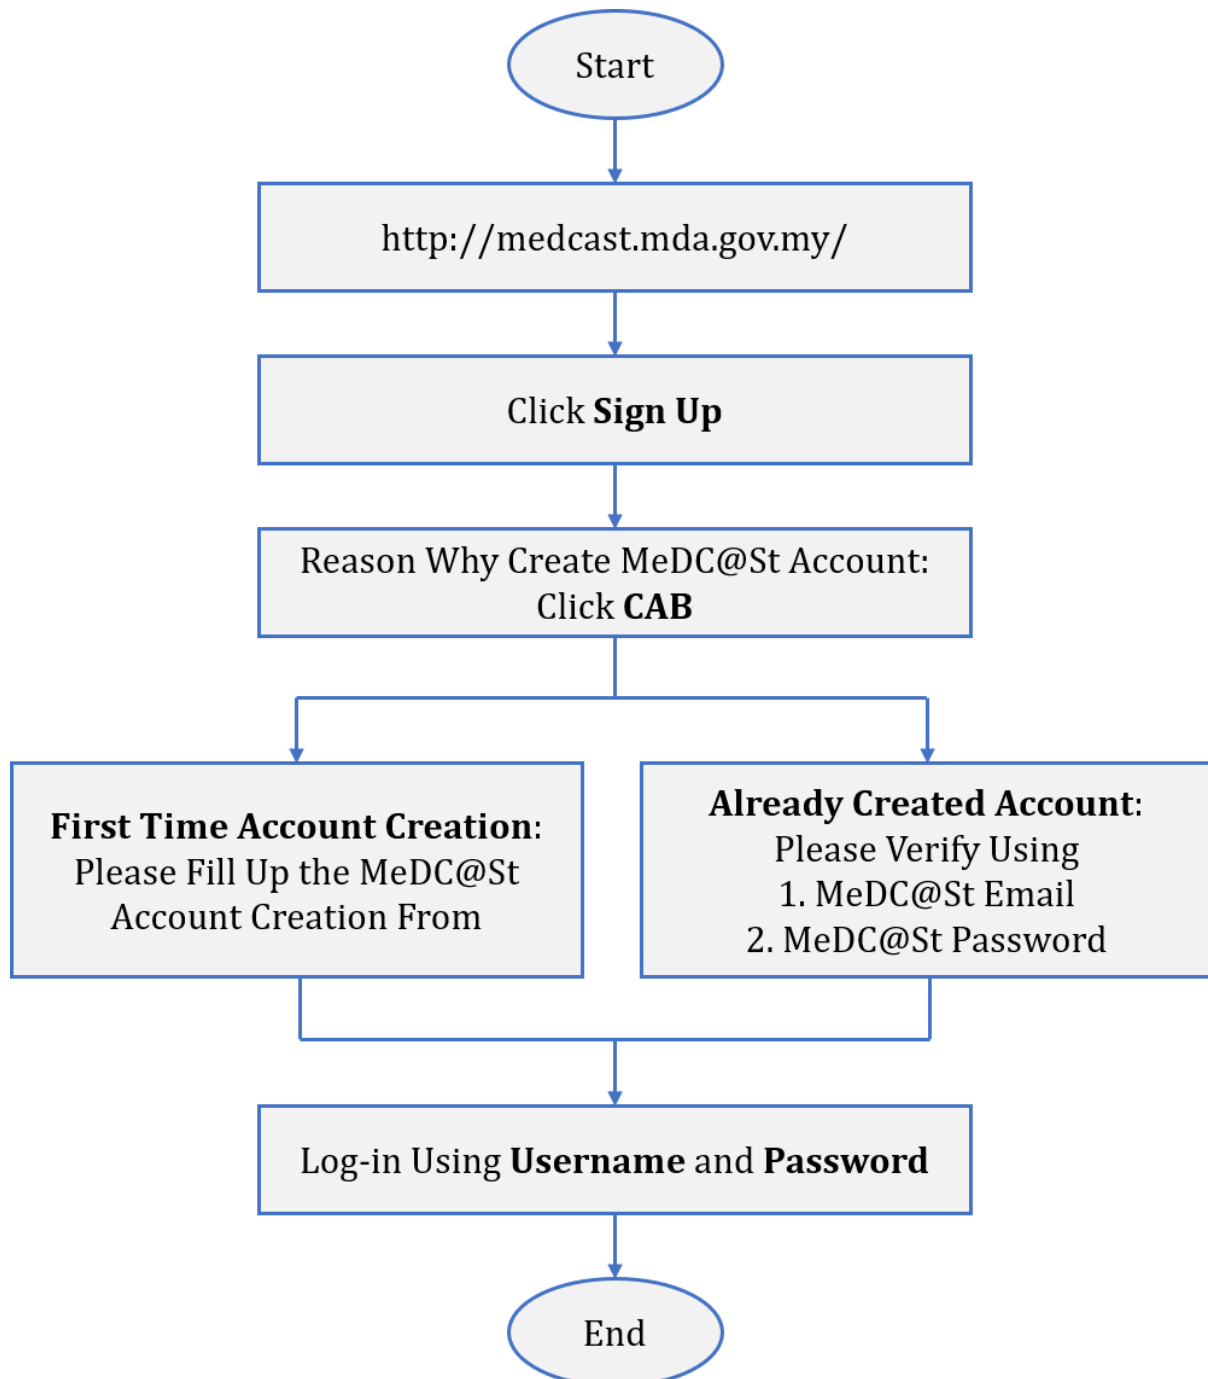 Start
http://medcast.mda.gov.my/
Click Sign Up
Reason Why Create MeDC@St Account:
Click CAB
First Time Account Creation:
Please Fill Up the MeDC@St
Account Creation From
Already Created Account:
Please Verify Using
1. MeDC@St Email
2. MeDC@St Password
Log-in Using Username and Password
End